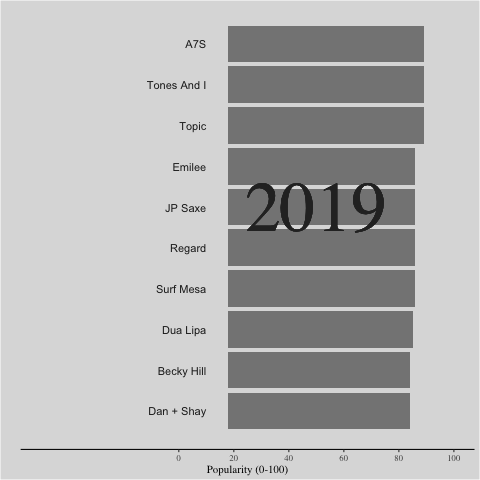 A7S
Tones And I
Topic
Emilee
JP Saxe
2019
Regard
Surf Mesa
Dua Lipa
Becky Hill
Dan + Shay
0 20 40 60 80 100
Popularity (0-100)